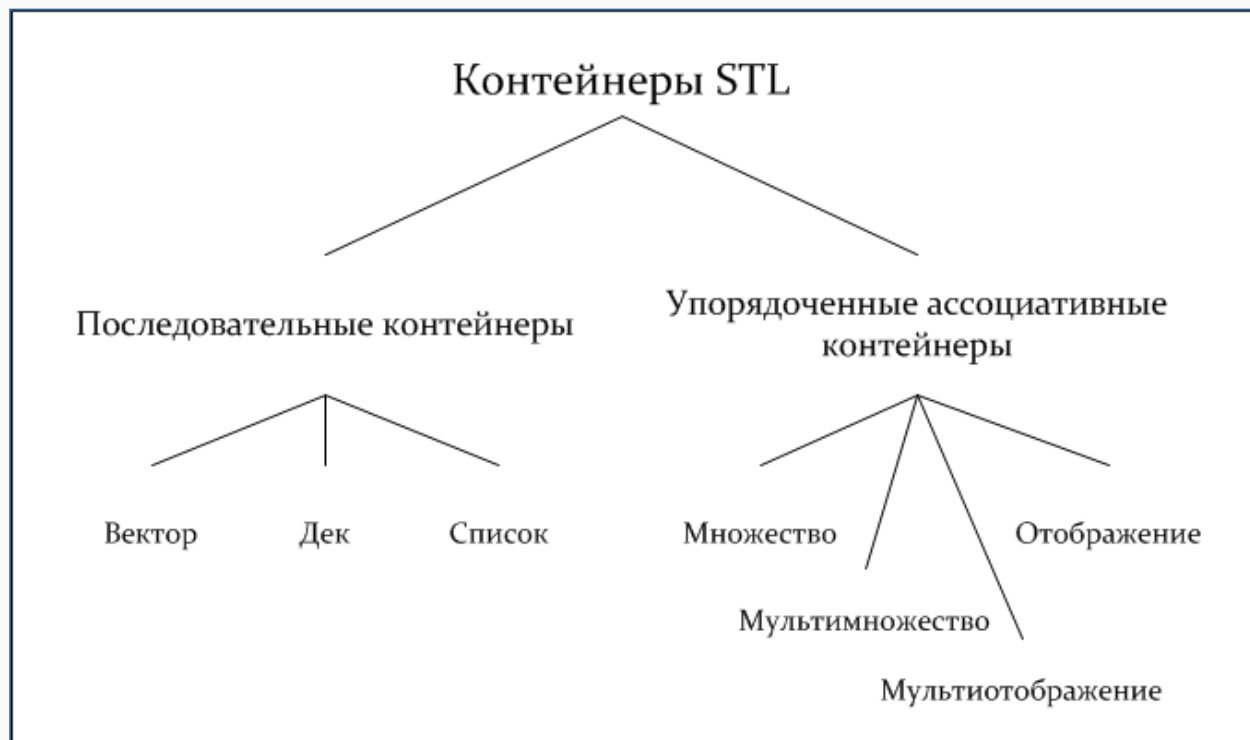 Контейнеры STL
Последовательные контейнеры
Упорядоченные ассоциативные
контейнеры
Вектор
Дек
Список
Множество
Отображение
Мультимножество
Мультиотображение